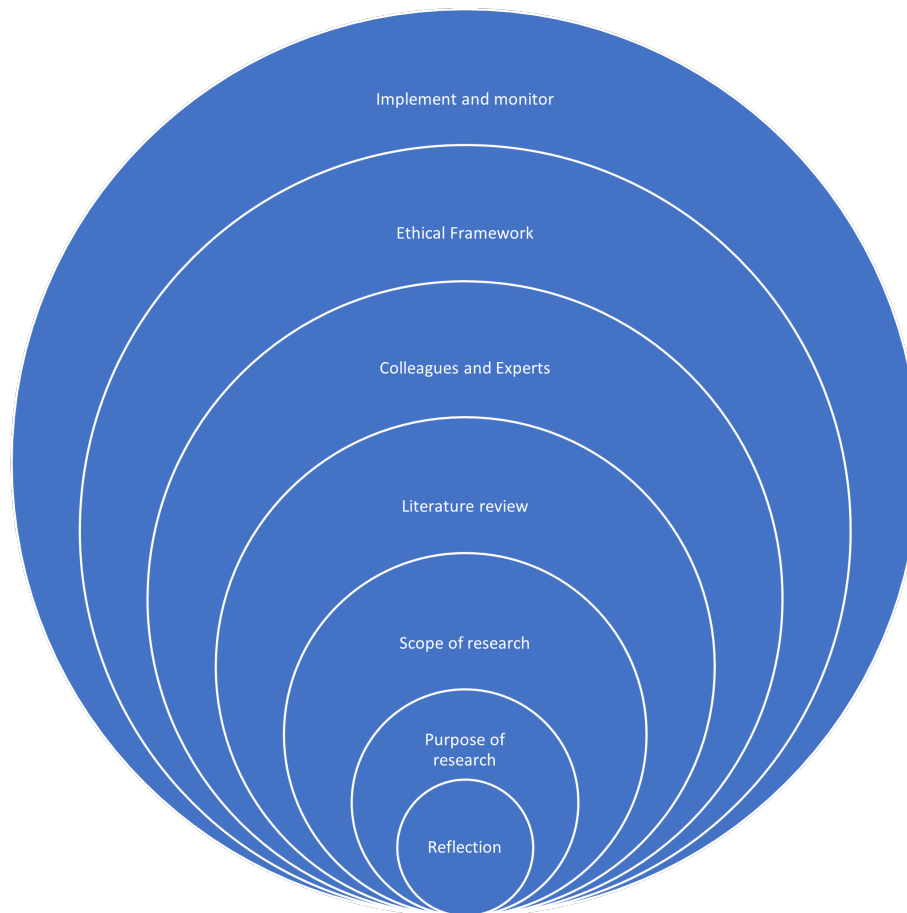 Implement and monitor
Ethical Framework
Colleagues and Experts
Literature review
Scope of research
Purpose of
research
Reflection